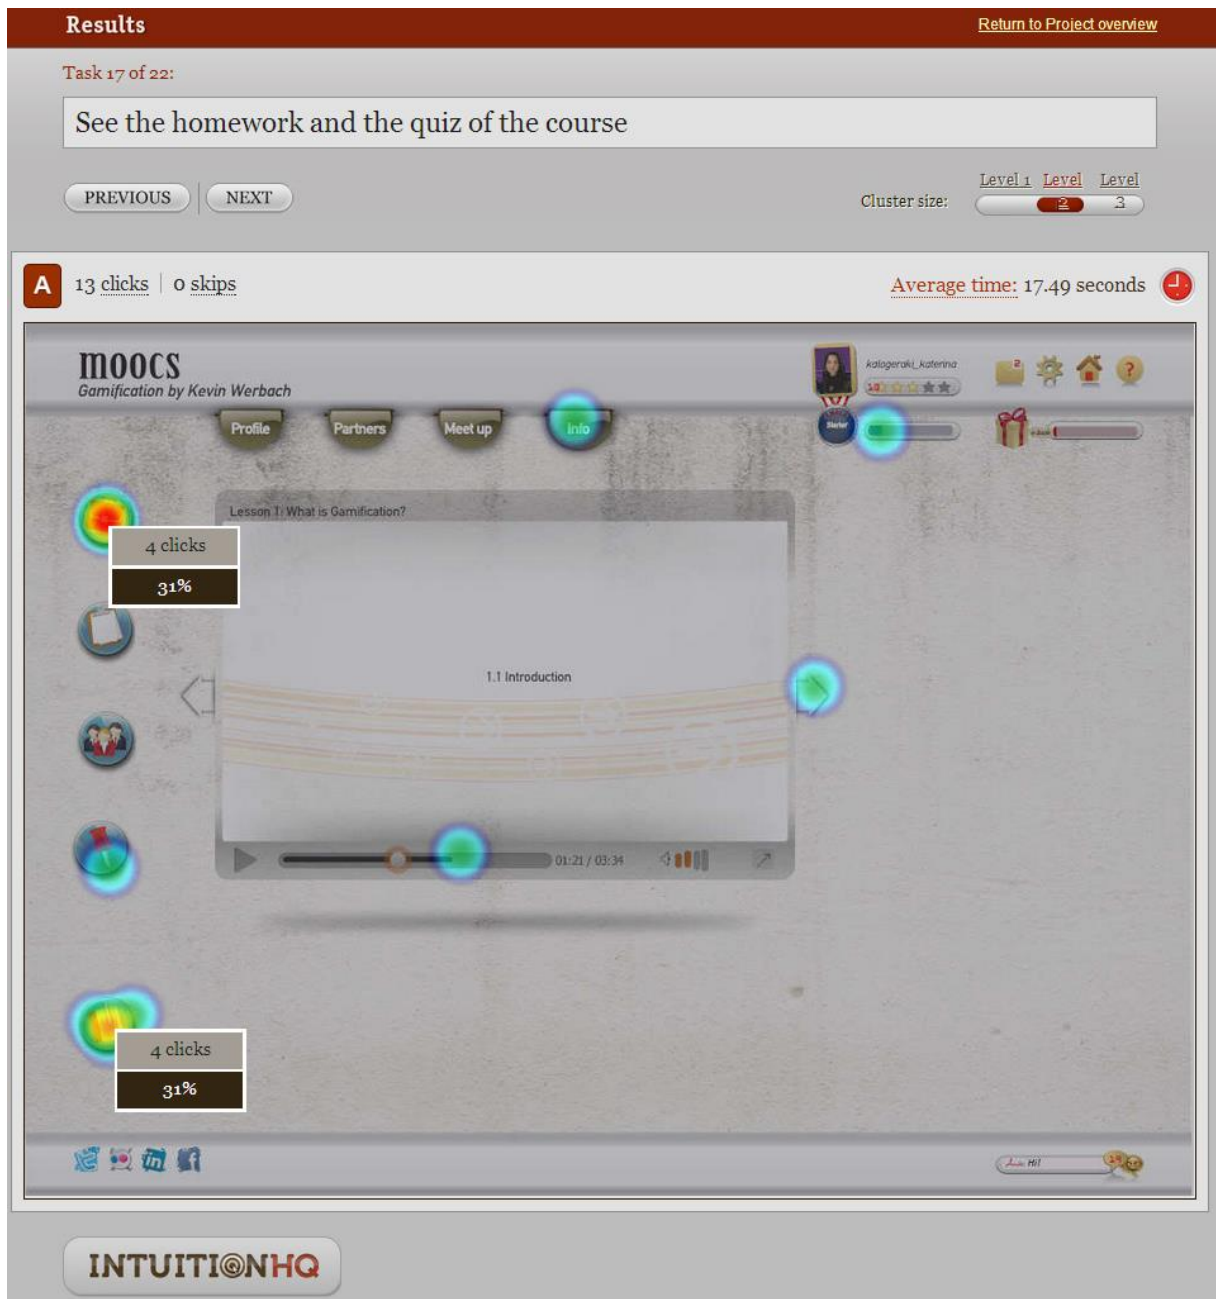 Results
Return to Project overview
Task 17 of 22:
See the homework and the quiz of the course
PREVIOUS
NEXT
Cluster size:
Level 1 Level Level
2 3
A
13 clicks
0 skips
Average time: 17.49 seconds
moocs
Gamification by Kevin Werbach
kalogeraki_katerina
2
?
Profile
Partners
Meet up
Info
Starter
Lesson 1: What is Gamification?
4 clicks
31%
1.1 Introduction
01:21 / 03:34
4 clicks
31%
in
f
Hi!
INTUITIONHQ